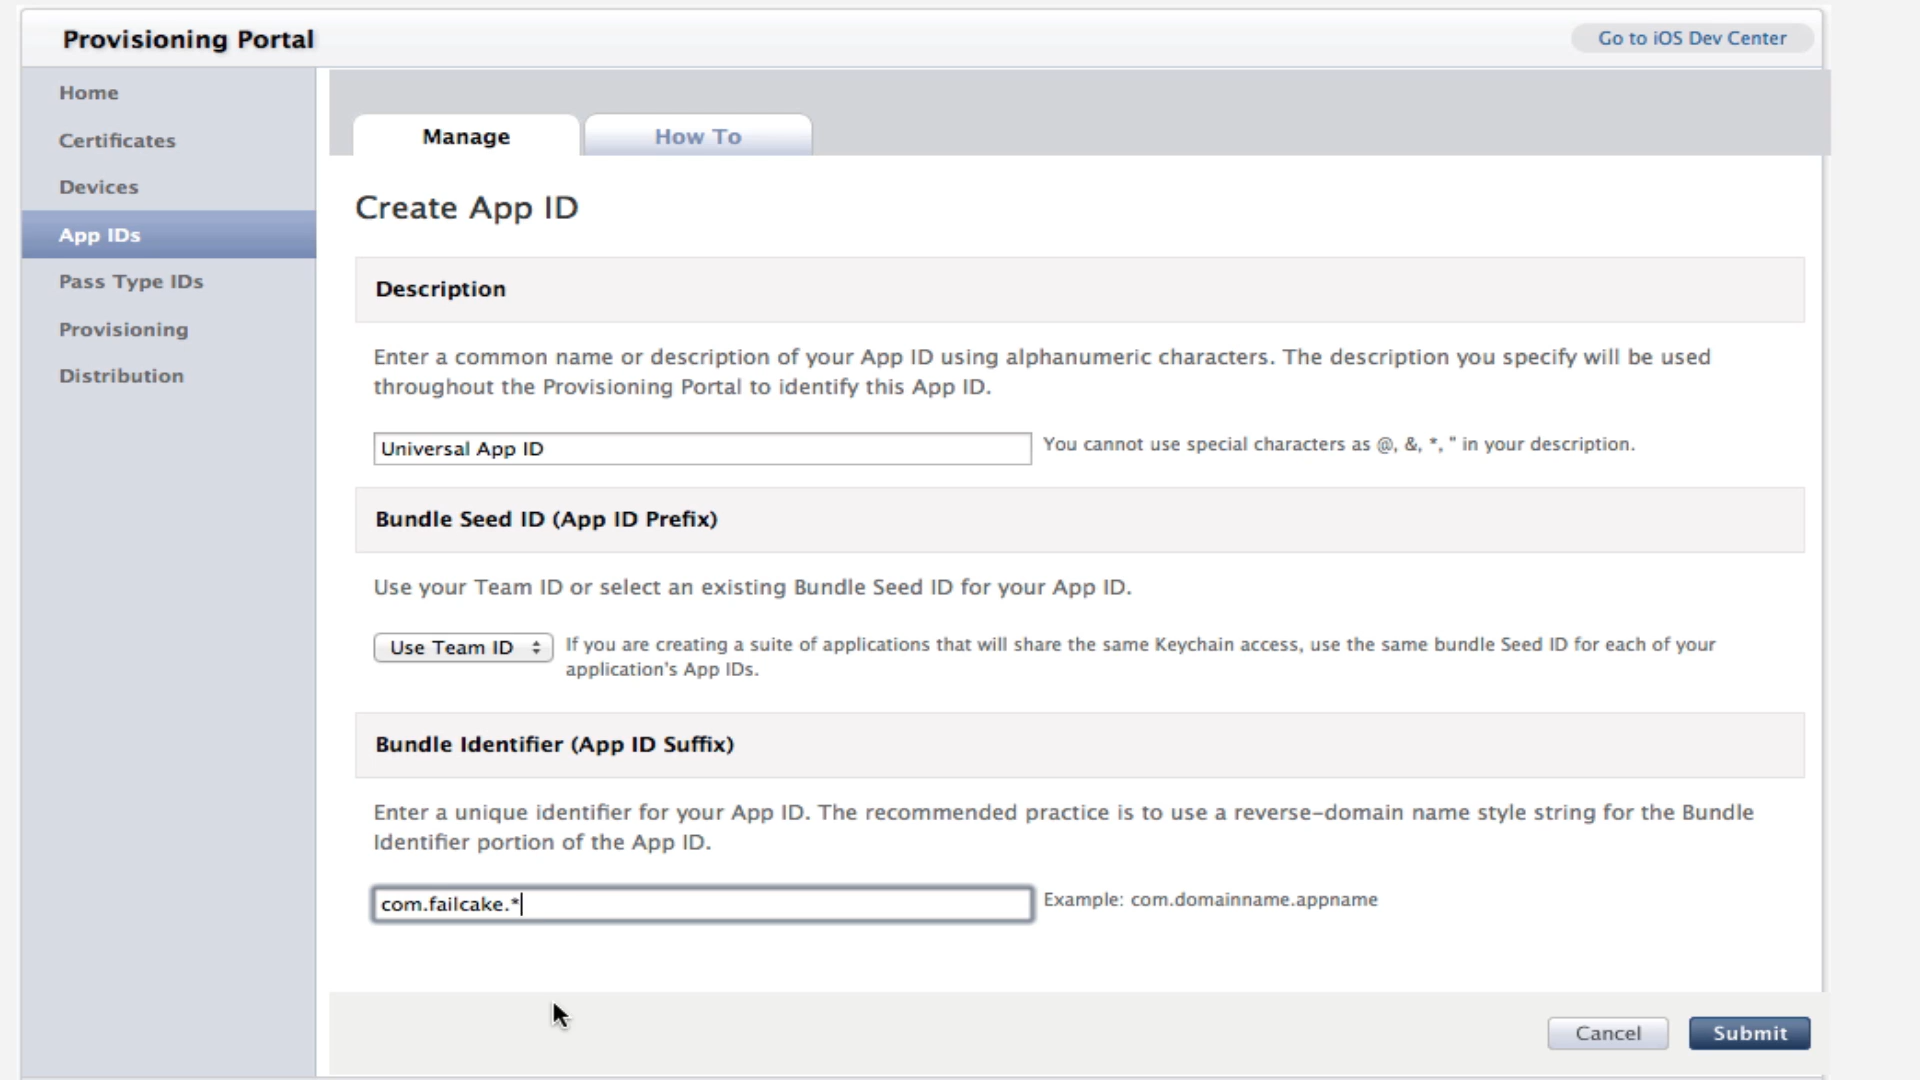 Provisioning Portal
Go to iOS Dev Center
Home
Certificates
Devices
App IDs
Pass Type IDs
Provisioning
Distribution
Manage
How To
Create App ID
Description
Enter a common name or description of your App ID using alphanumeric characters. The description you specify will be used
throughout the Provisioning Portal to identify this App ID.
Universal App ID
You cannot use special characters as @, &, *, " in your description.
Bundle Seed ID (App ID Prefix)
Use your Team ID or select an existing Bundle Seed ID for your App ID.
Use Team ID
If you are creating a suite of applications that will share the same Keychain access, use the same bundle Seed ID for each of your
application's App IDs.
Bundle Identifier (App ID Suffix)
Enter a unique identifier for your App ID. The recommended practice is to use a reverse-domain name style string for the Bundle
Identifier portion of the App ID.
com.failcake.*
Example: com.domainname.appname
Cancel
Submit